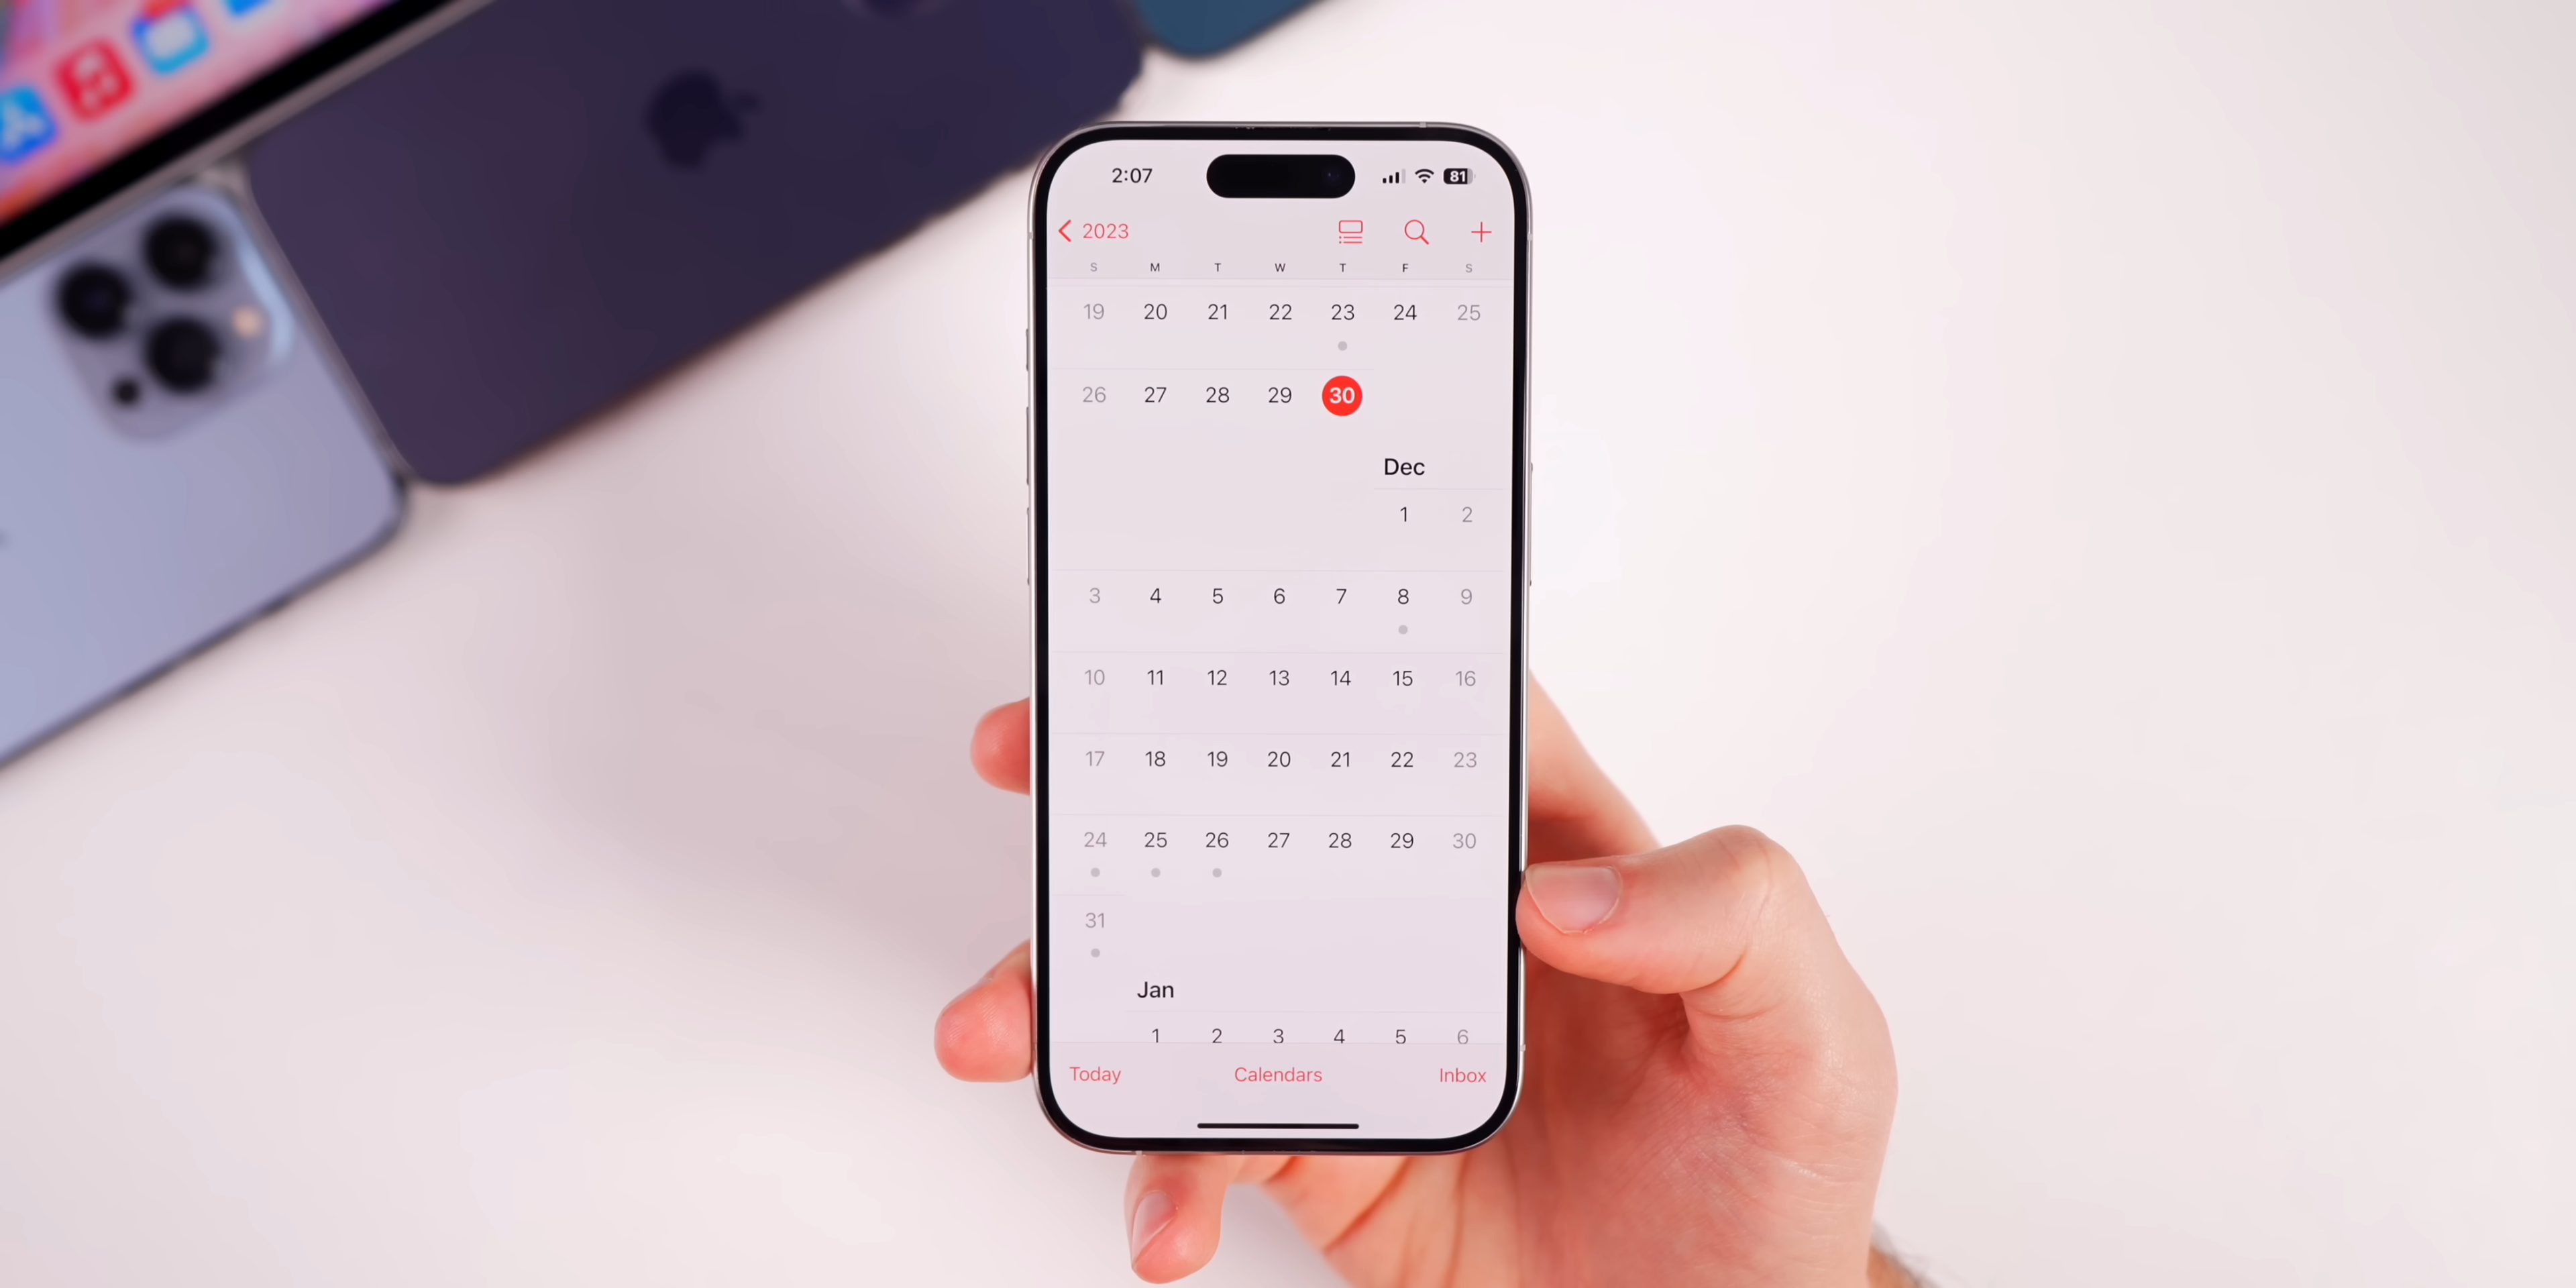 2:07 81
2023
S M T W T F S
19 20 21 22 23 24 25
26 27 28 29 30
Dec
1 2
3 4 5 6 7 8 9
10 11 12 13 14 15 16
17 18 19 20 21 22 23
24 25 26 27 28 29 30
31
Jan
1 2 3 4 5 6
Today Calendars Inbox